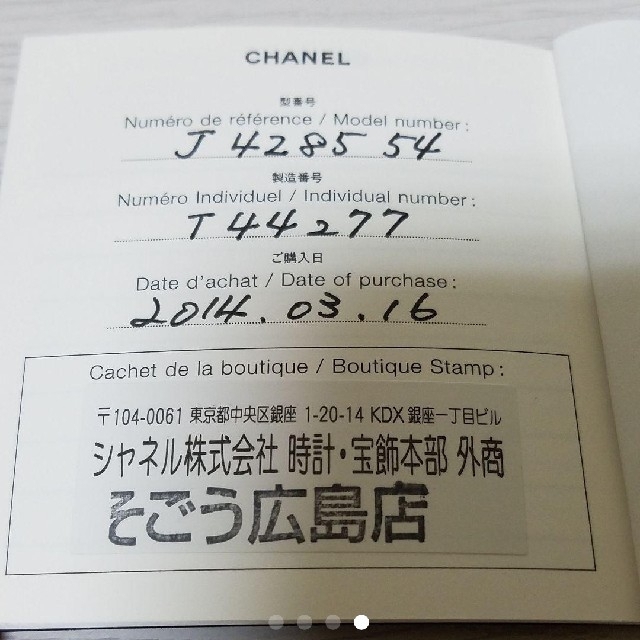 CHANEL
型番号
Numéro de référence / Model number:
J 4285 54
製造番号
Numéro Individuel / Individual number:
T 44277
ご購入日
Date d'achat / Date of purchase:
2014.03.16
Cachet de la boutique / Boutique Stamp:
〒104-0061 東京都中央区銀座 1-20-14 KDX 銀座一丁目ビル
シャネル株式会社 時計・宝飾本部 外商
そごう広島店